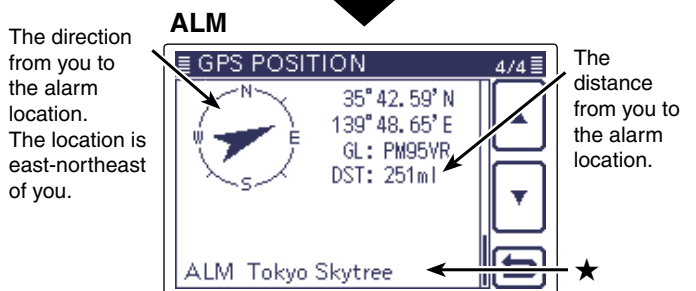 ALM
The direction
from you to
the alarm
location.
The location is
east-northeast
of you.
GPS POSITION
4/4
N
W
E
S
35°42.59'N
139°48.65'E
GL: PM95VR
DST: 251ml
ALM Tokyo Skytree
The
distance
from you to
the alarm
location.
★